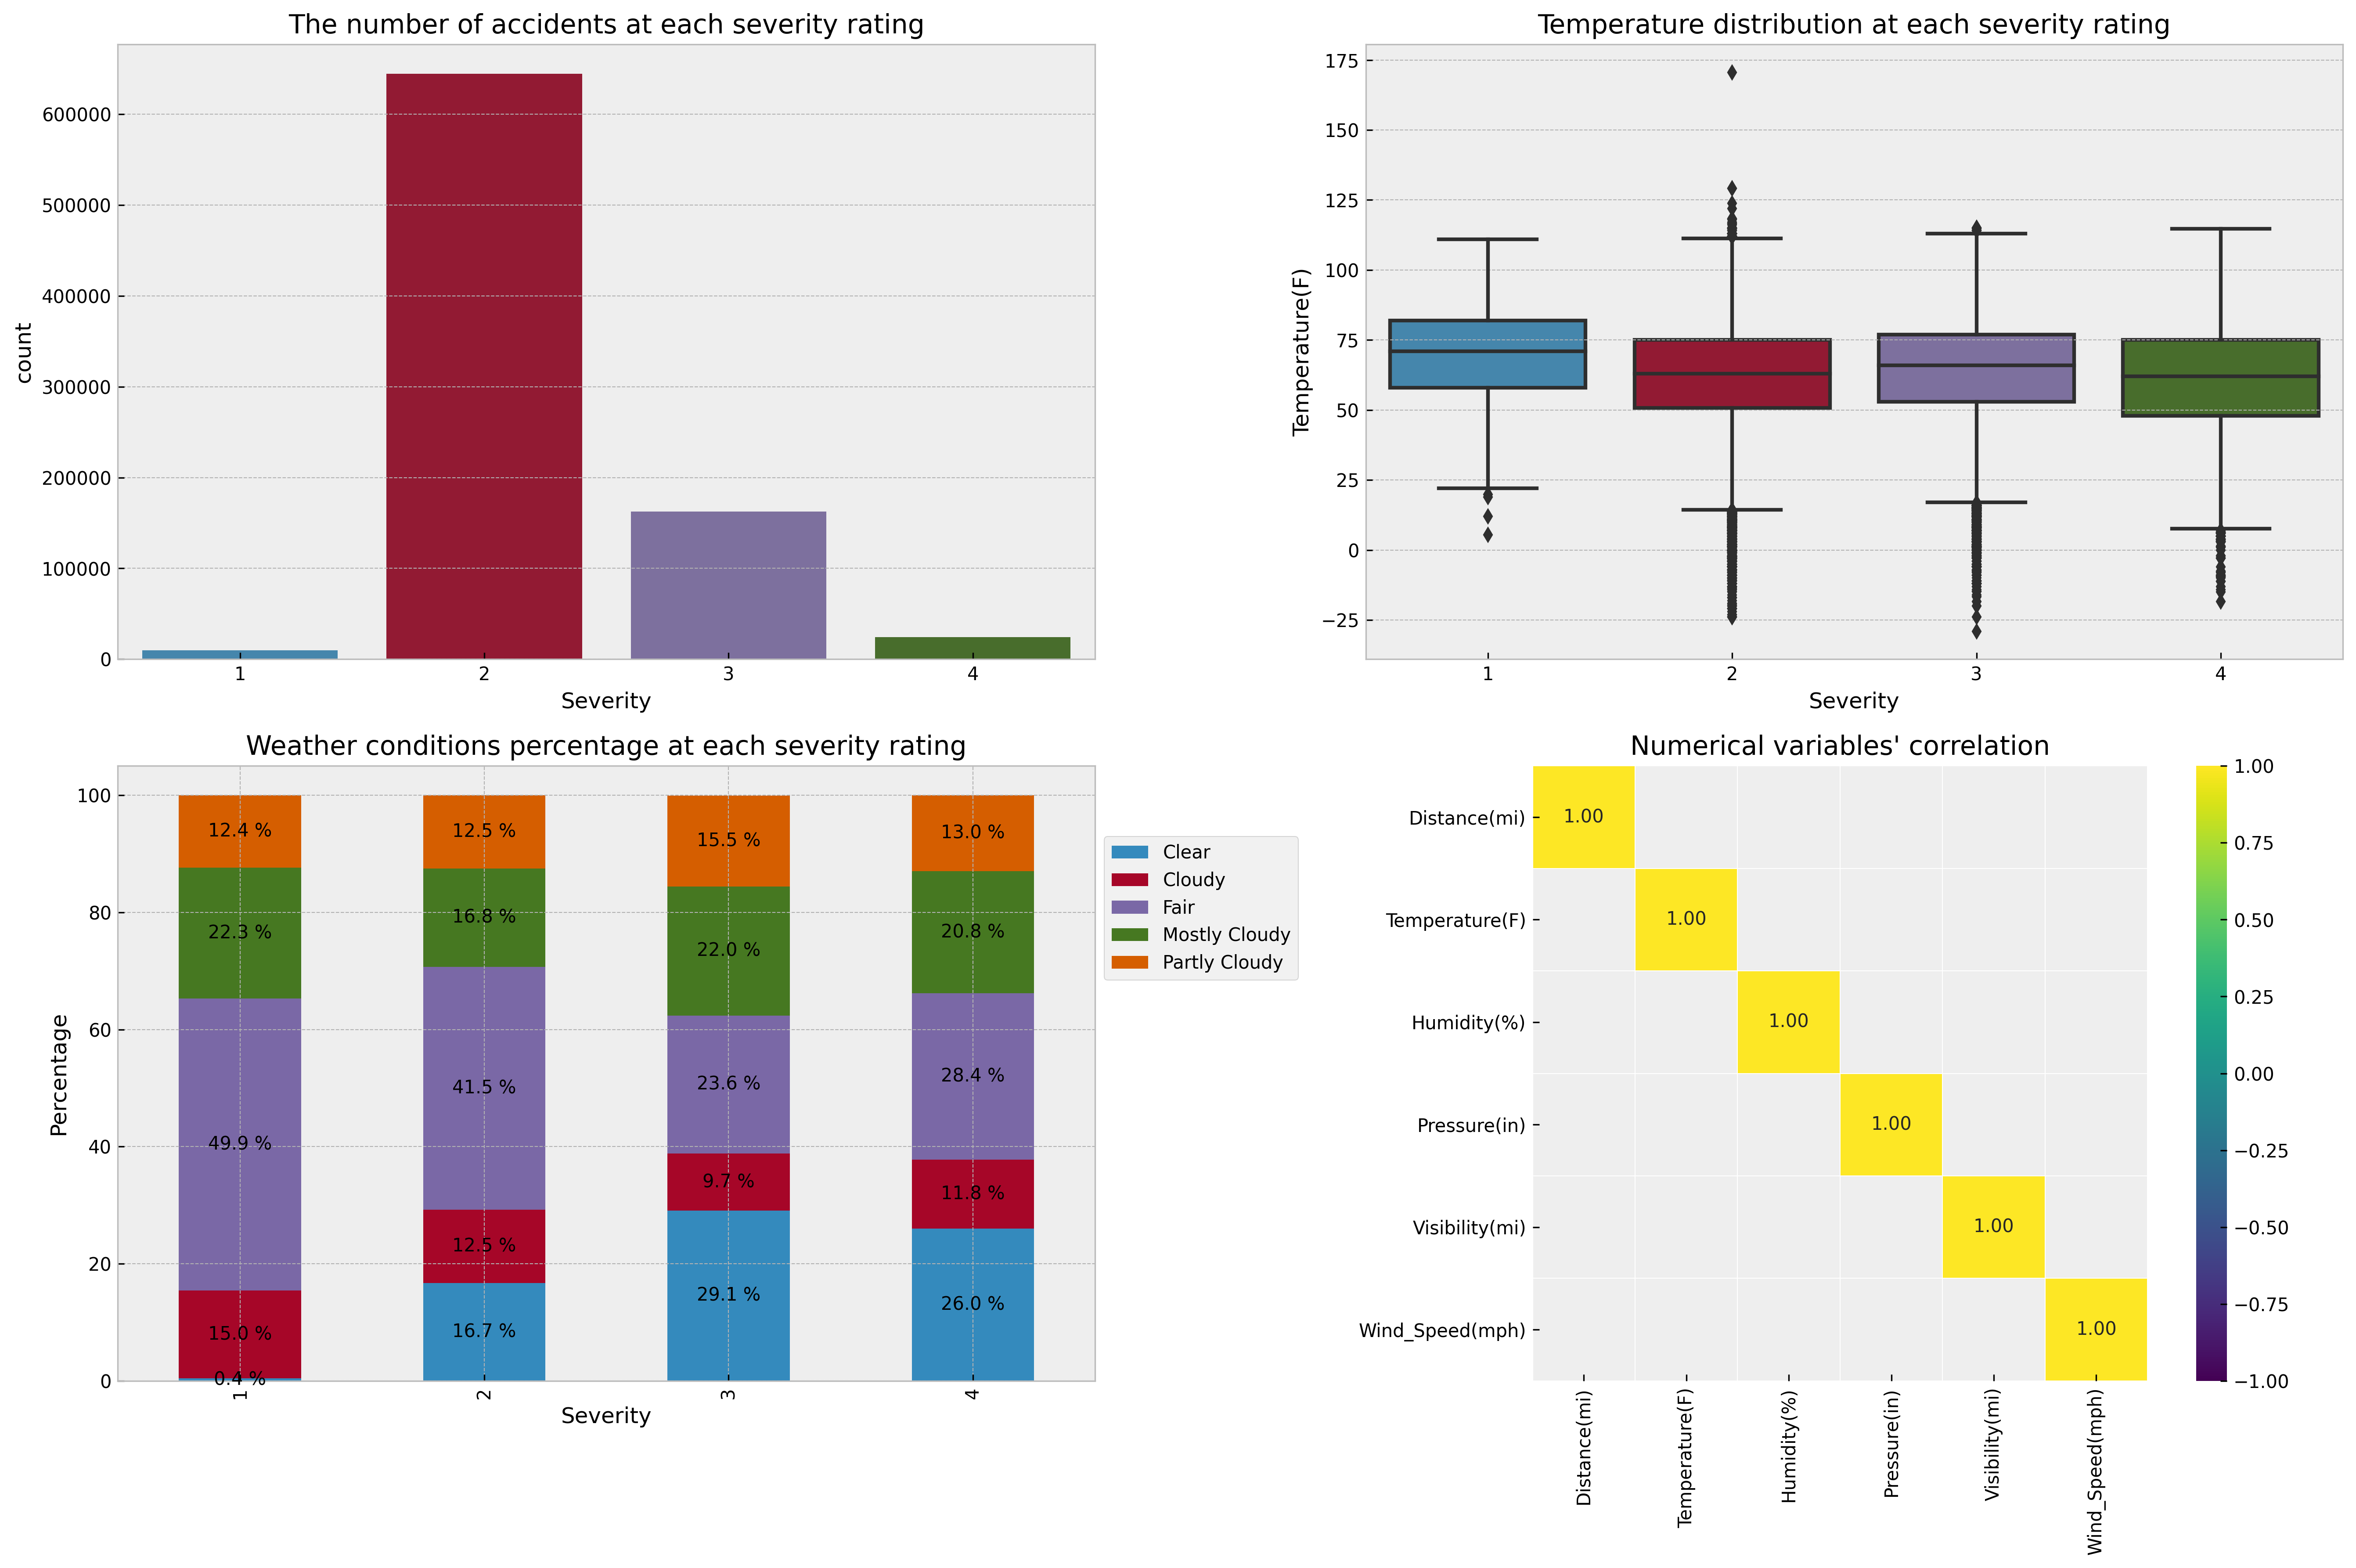 The number of accidents at each severity rating
600000
500000
400000
300000
200000
100000
0
count
1 2 3 4
Severity
Temperature distribution at each severity rating
175
150
125
100
75
50
25
0
−25
Temperature(F)
1 2 3 4
Severity
Weather conditions percentage at each severity rating
100
80
60
40
20
0
Percentage
12.4 %
22.3 %
49.9 %
15.0 %
0.4 %
12.5 %
16.8 %
41.5 %
12.5 %
16.7 %
15.5 %
22.0 %
23.6 %
9.7 %
29.1 %
13.0 %
20.8 %
28.4 %
11.8 %
26.0 %
1 2 3 4
Severity
Clear
Cloudy
Fair
Mostly Cloudy
Partly Cloudy
Numerical variables' correlation
Distance(mi)
Temperature(F)
Humidity(%)
Pressure(in)
Visibility(mi)
Wind_Speed(mph)
1.00
1.00
1.00
1.00
1.00
1.00
Distance(mi)
Temperature(F)
Humidity(%)
Pressure(in)
Visibility(mi)
Wind_Speed(mph)
1.00
0.75
0.50
0.25
0.00
−0.25
−0.50
−0.75
−1.00